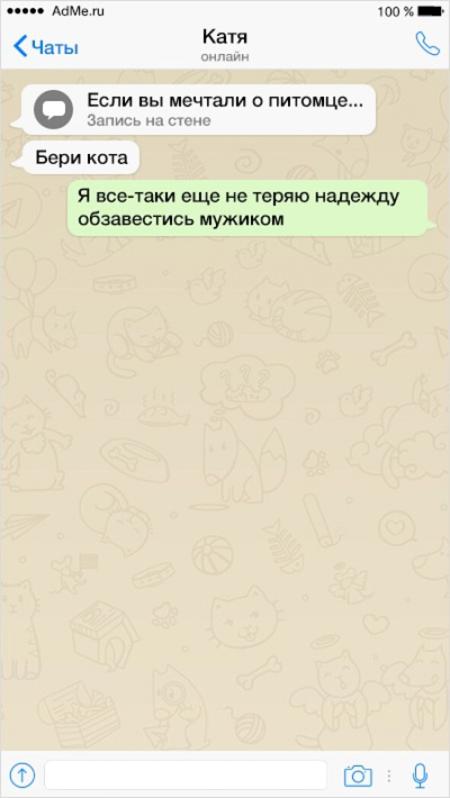 AdMe.ru
100 %
Чаты
Катя
онлайн
Если вы мечтали о питомце...
Запись на стене
Бери кота
Я все-таки еще не теряю надежду
обзавестись мужиком